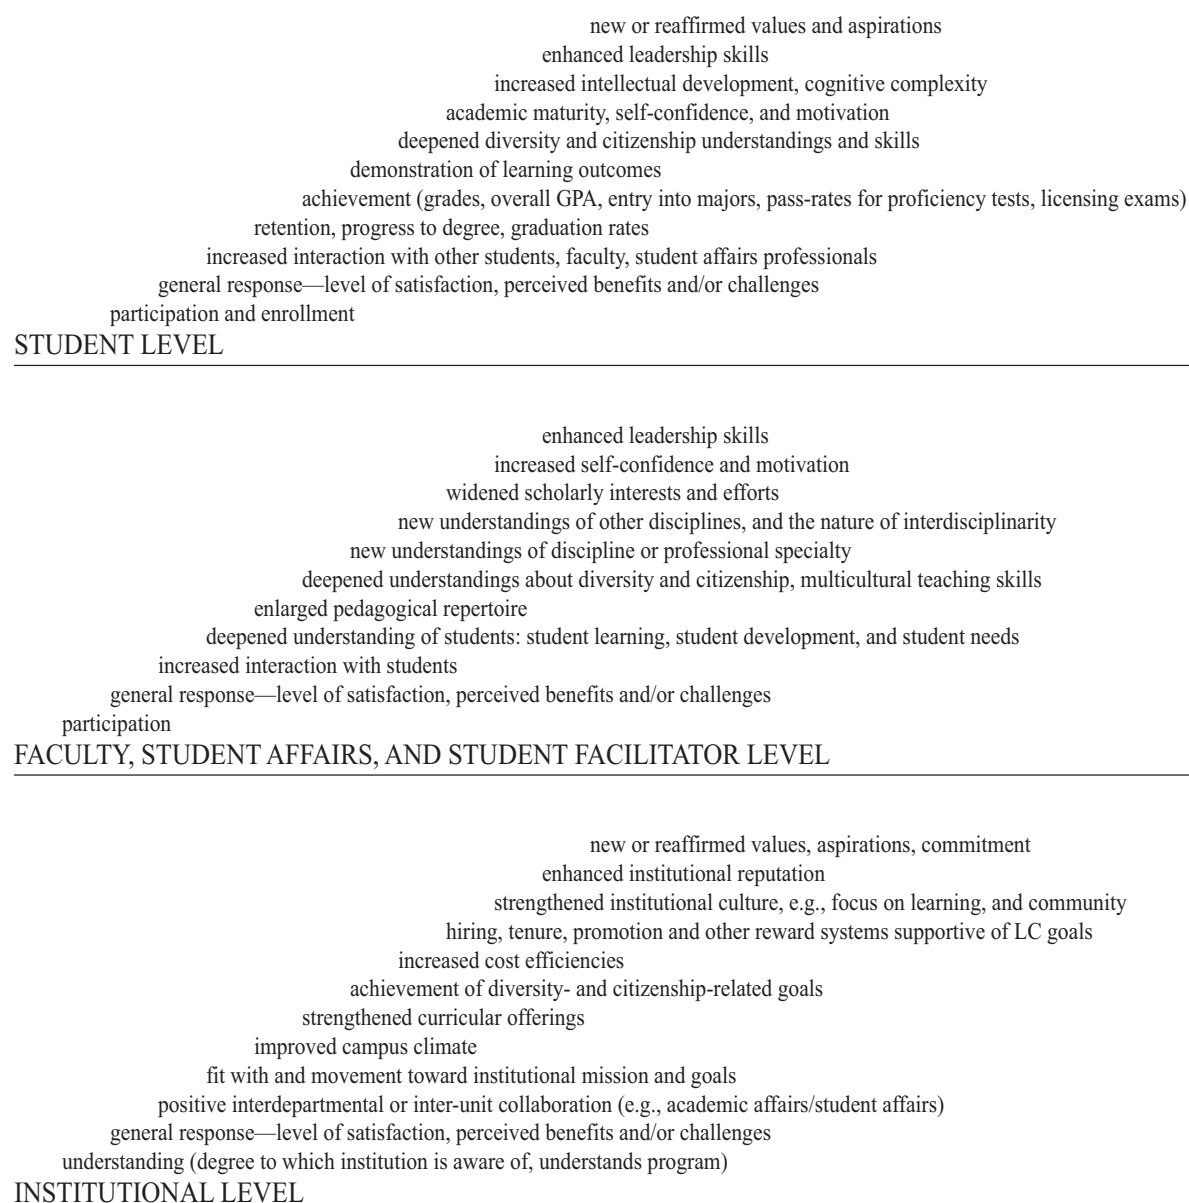 new or reaffirmed values and aspirations
enhanced leadership skills
increased intellectual development, cognitive complexity
academic maturity, self-confidence, and motivation
deepened diversity and citizenship understandings and skills
demonstration of learning outcomes
achievement (grades, overall GPA, entry into majors, pass-rates for proficiency tests, licensing exams)
retention, progress to degree, graduation rates
increased interaction with other students, faculty, student affairs professionals
general response—level of satisfaction, perceived benefits and/or challenges
participation and enrollment
STUDENT LEVEL
enhanced leadership skills
increased self-confidence and motivation
widened scholarly interests and efforts
new understandings of other disciplines, and the nature of interdisciplinarity
new understandings of discipline or professional specialty
deepened understandings about diversity and citizenship, multicultural teaching skills
enlarged pedagogical repertoire
deepened understanding of students: student learning, student development, and student needs
increased interaction with students
general response—level of satisfaction, perceived benefits and/or challenges
participation
FACULTY, STUDENT AFFAIRS, AND STUDENT FACILITATOR LEVEL
new or reaffirmed values, aspirations, commitment
enhanced institutional reputation
strengthened institutional culture, e.g., focus on learning, and community
hiring, tenure, promotion and other reward systems supportive of LC goals
increased cost efficiencies
achievement of diversity- and citizenship-related goals
strengthened curricular offerings
improved campus climate
fit with and movement toward institutional mission and goals
positive interdepartmental or inter-unit collaboration (e.g., academic affairs/student affairs)
general response—level of satisfaction, perceived benefits and/or challenges
understanding (degree to which institution is aware of, understands program)
INSTITUTIONAL LEVEL